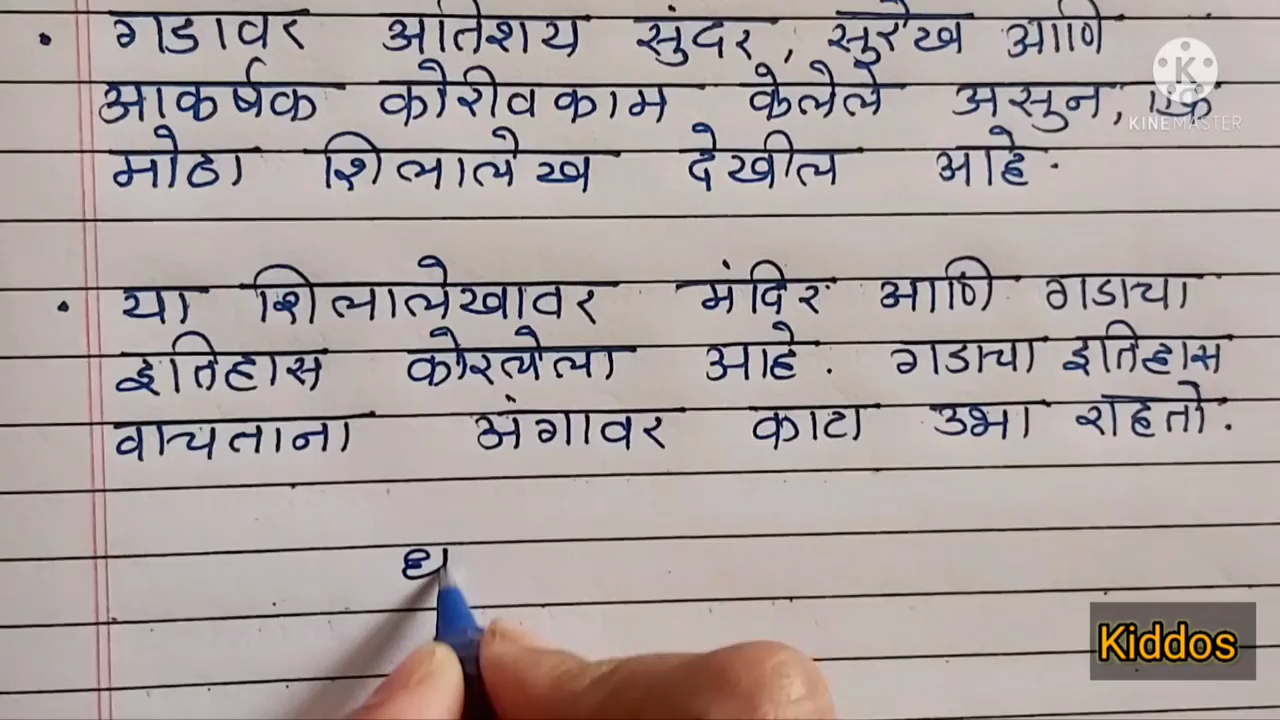 • गडावर अतिशय सुंदर, सुरेख आणि
आकर्षक कोरीवकाम केलेले असुन, एक
मोठा शिलालेख देखील आहे.
• या शिलालेखावर मंदिर आणि गडाचा
इतिहास कोरलेला आहे. गडाचा इतिहास
वाचताना अंगावर काटा उभा राहतो.
ध
K
KINEMASTER
Kiddos